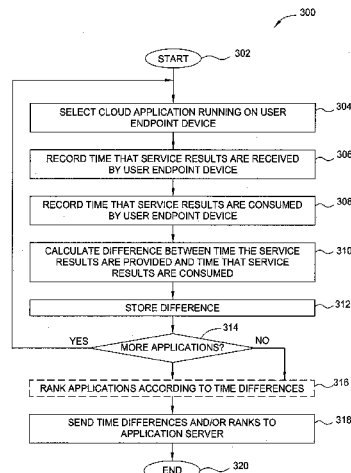 300
START
302
SELECT CLOUD APPLICATION RUNNING ON USER
ENDPOINT DEVICE
304
RECORD TIME THAT SERVICE RESULTS ARE RECEIVED
BY USER ENDPOINT DEVICE
306
RECORD TIME THAT SERVICE RESULTS ARE CONSUMED
BY USER ENDPOINT DEVICE
308
CALCULATE DIFFERENCE BETWEEN TIME THE SERVICE
RESULTS ARE PROVIDED AND TIME THAT SERVICE
RESULTS ARE CONSUMED
310
STORE DIFFERENCE
312
314
YES
MORE APPLICATIONS?
NO
RANK APPLICATIONS ACCORDING TO TIME DIFFERENCES
316
SEND TIME DIFFERENCES AND/OR RANKS TO
APPLICATION SERVER
318
END
320